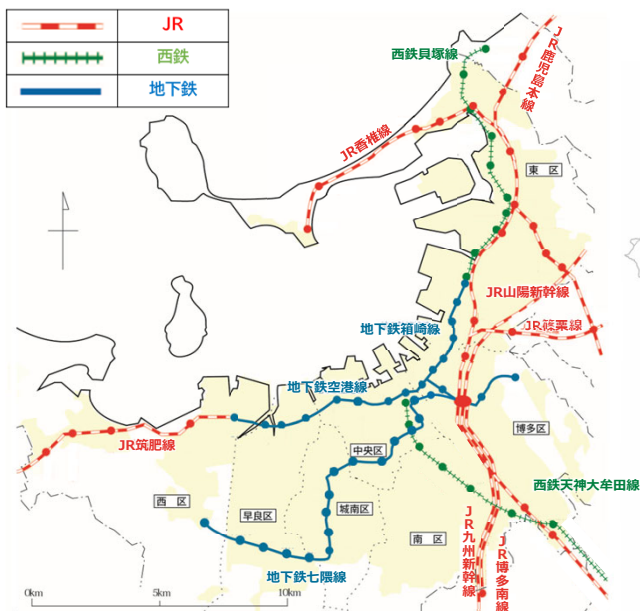 JR
西鉄
地下鉄
西鉄貝塚線
JR鹿児島本線
JR香椎線
東 区
JR山陽新幹線
JR篠栗線
地下鉄箱崎線
地下鉄空港線
JR筑肥線
中央区
博多区
西 区
早良区
城南区
南 区
西鉄天神大牟田線
地下鉄七隈線
JR九州新幹線
JR博多南線
0km
5km
10km